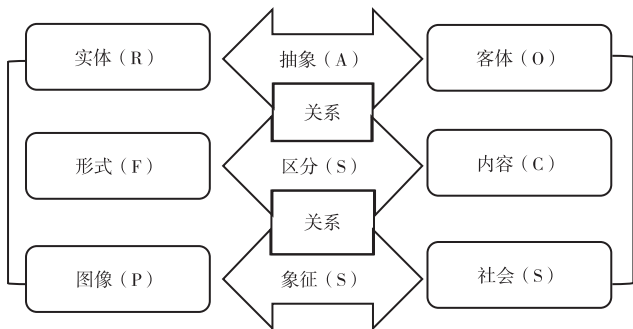 实体（R）
抽象（A）
客体（O）
关系
形式（F）
区分（S）
内容（C）
关系
图像（P）
象征（S）
社会（S）